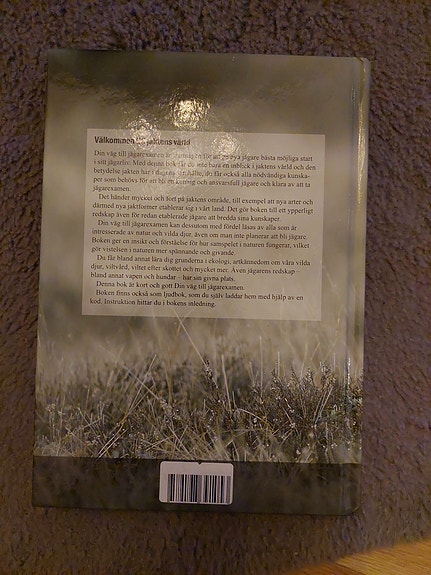 Välkommen till jaktens värld
Din väg till jägarexamen är framtagen för att ge nya jägare bästa möjliga start
i sitt jägarliv. Med denna bok får du inte bara en inblick i jaktens värld och den
betydelse jakten har i dagens samhälle, du får också alla nödvändiga kunska-
per som behövs för att bli en kunnig och ansvarsfull jägare och klara av att ta
jägarexamen.
Det händer mycket och fort på jaktens område, till exempel att nya arter och
därmed nya jaktformer etablerar sig i vårt land. Det gör boken till ett ypperligt
redskap även för redan etablerade jägare att bredda sina kunskaper.
Din väg till jägarexamen kan dessutom med fördel läsas av alla som är
intresserade av natur och vilda djur, även om man inte planerar att bli jägare.
Boken ger en insikt och förståelse för hur samspelet i naturen fungerar, vilket
gör vistelsen i naturen mer spännande och givande.
Du får bland annat lära dig grunderna i ekologi, artkännedom om våra vilda
djur, viltvård, viltet efter skottet och mycket mer. Även jägarens redskap –
bland annat vapen och hundar – har sin givna plats.
Denna bok är kort och gott Din väg till jägarexamen.
Boken finns också som ljudbok, som du själv laddar hem med hjälp av en
kod. Instruktion hittar du i bokens inledning.